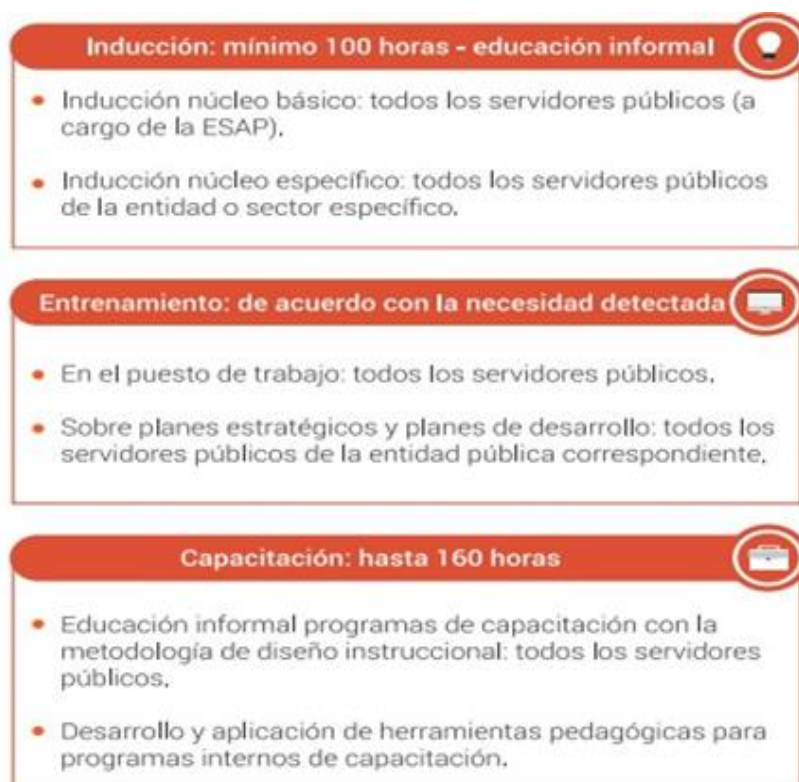 Inducción: mínimo 100 horas - educación informal
• Inducción núcleo básico: todos los servidores públicos (a
cargo de la ESAP).
• Inducción núcleo específico: todos los servidores públicos
de la entidad o sector específico.
Entrenamiento: de acuerdo con la necesidad detectada
• En el puesto de trabajo: todos los servidores públicos.
• Sobre planes estratégicos y planes de desarrollo: todos los
servidores públicos de la entidad pública correspondiente.
Capacitación: hasta 160 horas
• Educación informal programas de capacitación con la
metodología de diseño instruccional: todos los servidores
públicos.
• Desarrollo y aplicación de herramientas pedagógicas para
programas internos de capacitación.